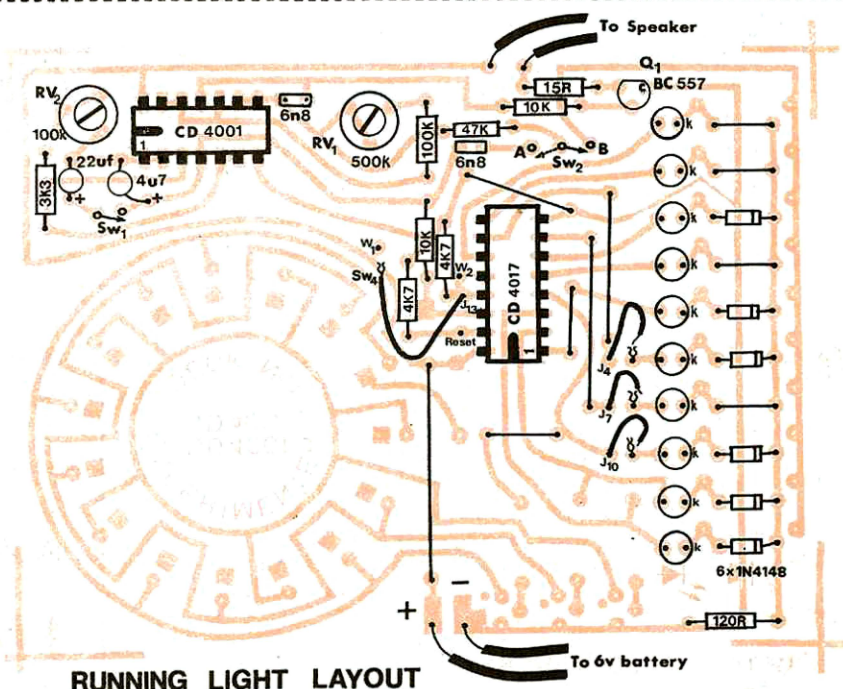 To Speaker
Q1
BC 557
15R
10K
RV2
100k
CD 4001
1
6n8
RV1
500k
100K
47K
6n8
A
B
Sw2
k
k
k
k
k
k
k
k
k
k
3K3
22uf
+
4u7
+
Sw1
W1
Sw4
10K
4K7
4K7
W2
J13
Reset
CD 4017
1
J4
J7
J10
6x1N4148
120R
+
−
To 6v battery
RUNNING LIGHT LAYOUT